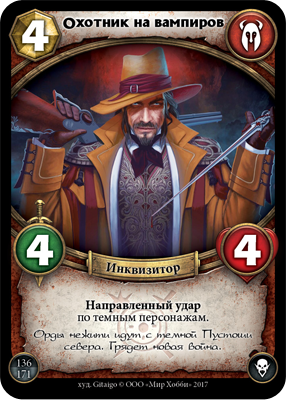 Охотник на вампиров
4
4
4
Инквизитор
Направленный удар
по темным персонажам.
Орды нежити идут с темной Пустоши
севера. Грядет новая война.
136
171
худ. Gitaigo © ООО «Мир Хобби» 2017